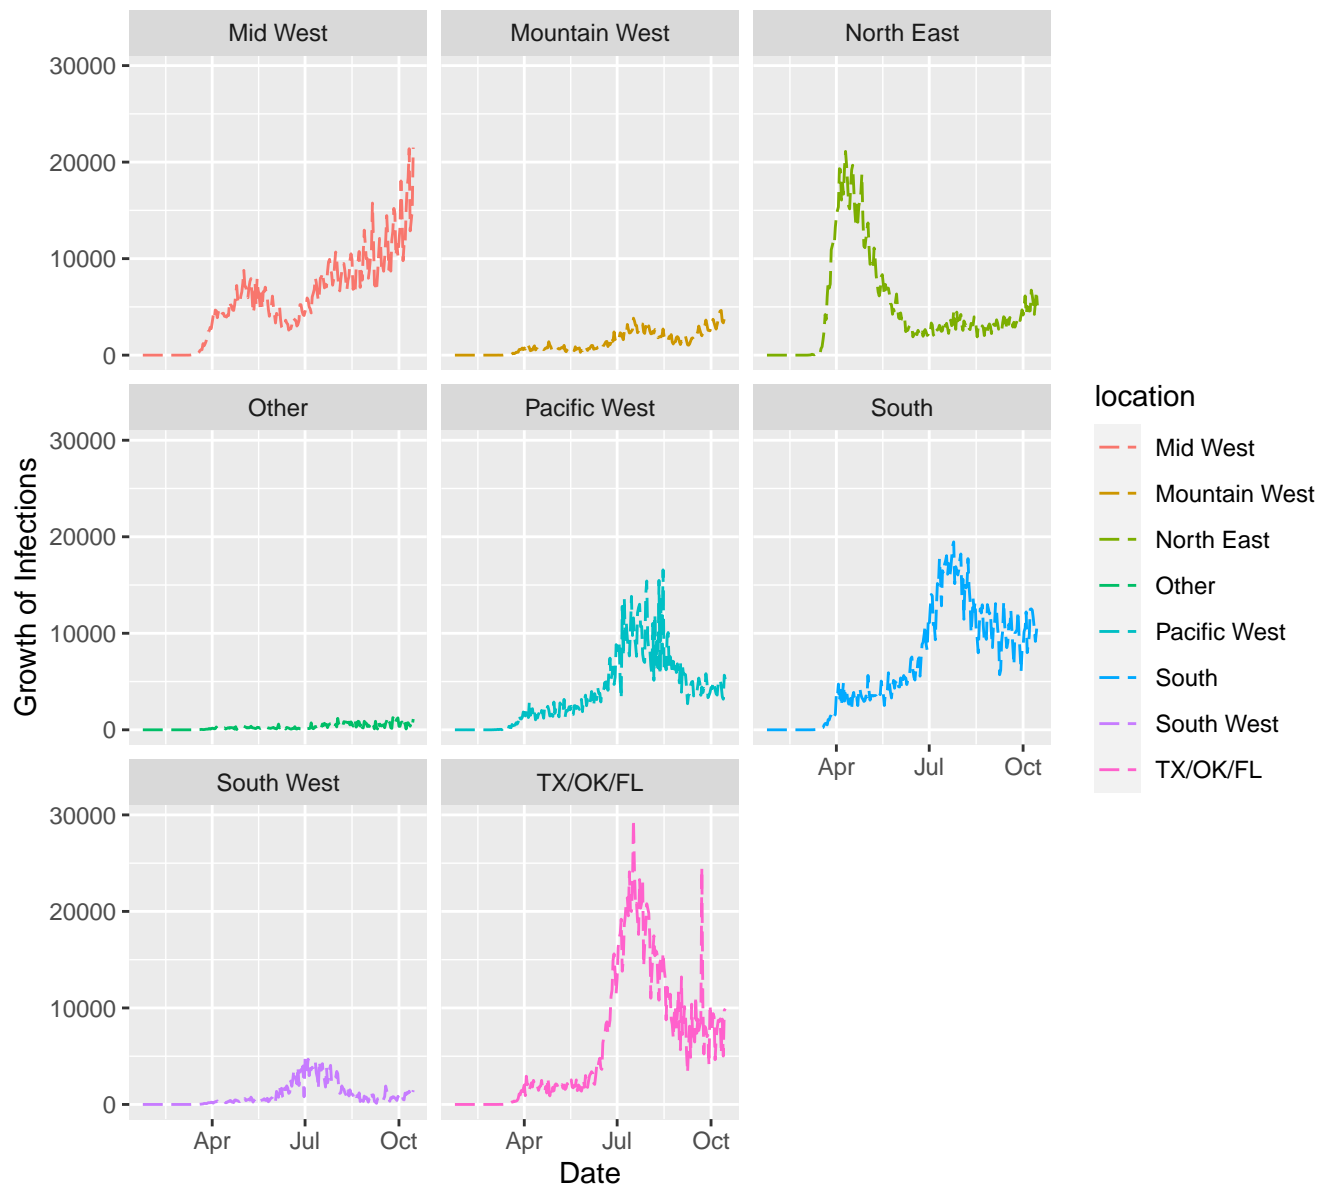 Mid West
Mountain West
North East
30000
20000
10000
0
Other
Pacific West
South
30000
20000
10000
0
Apr
Jul
Oct
South West
TX/OK/FL
30000
20000
10000
0
Apr
Jul
Oct
Apr
Jul
Oct
Date
Growth of Infections
location
Mid West
Mountain West
North East
Other
Pacific West
South
South West
TX/OK/FL